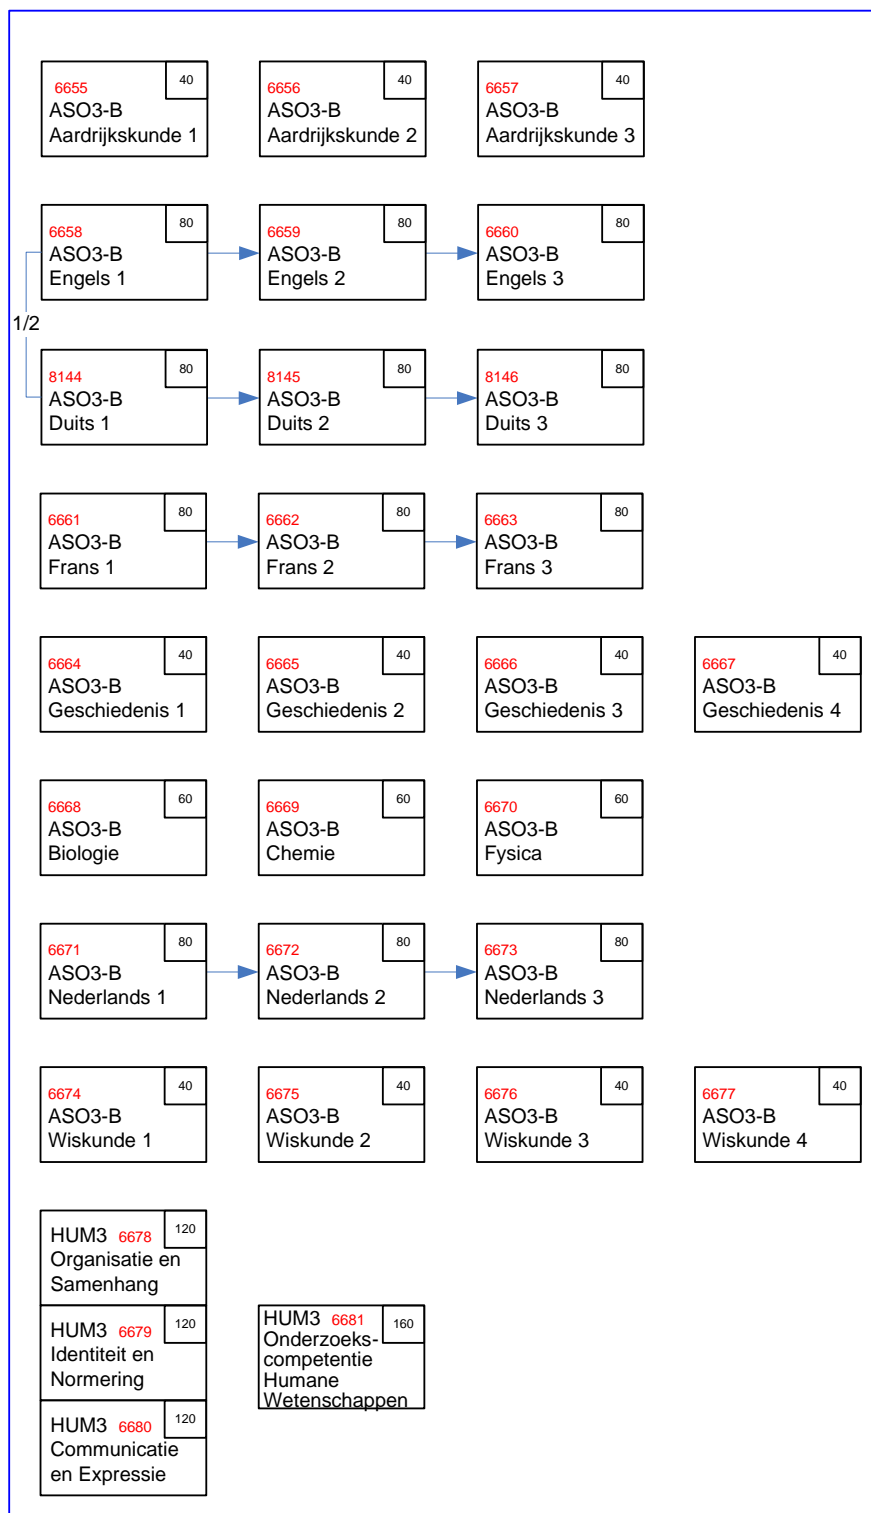 6655 40
ASO3-B
Aardrijkskunde 1
6656 40
ASO3-B
Aardrijkskunde 2
6657 40
ASO3-B
Aardrijkskunde 3
6658 80
ASO3-B
Engels 1
6659 80
ASO3-B
Engels 2
6660 80
ASO3-B
Engels 3
1/2
8144 80
ASO3-B
Duits 1
8145 80
ASO3-B
Duits 2
8146 80
ASO3-B
Duits 3
6661 80
ASO3-B
Frans 1
6662 80
ASO3-B
Frans 2
6663 80
ASO3-B
Frans 3
6664 40
ASO3-B
Geschiedenis 1
6665 40
ASO3-B
Geschiedenis 2
6666 40
ASO3-B
Geschiedenis 3
6667 40
ASO3-B
Geschiedenis 4
6668 60
ASO3-B
Biologie
6669 60
ASO3-B
Chemie
6670 60
ASO3-B
Fysica
6671 80
ASO3-B
Nederlands 1
6672 80
ASO3-B
Nederlands 2
6673 80
ASO3-B
Nederlands 3
6674 40
ASO3-B
Wiskunde 1
6675 40
ASO3-B
Wiskunde 2
6676 40
ASO3-B
Wiskunde 3
6677 40
ASO3-B
Wiskunde 4
HUM3 6678 120
Organisatie en
Samenhang
HUM3 6679 120
Identiteit en
Normering
HUM3 6680 120
Communicatie
en Expressie
HUM3 6681 160
Onderzoeks-
competentie
Humane
Wetenschappen